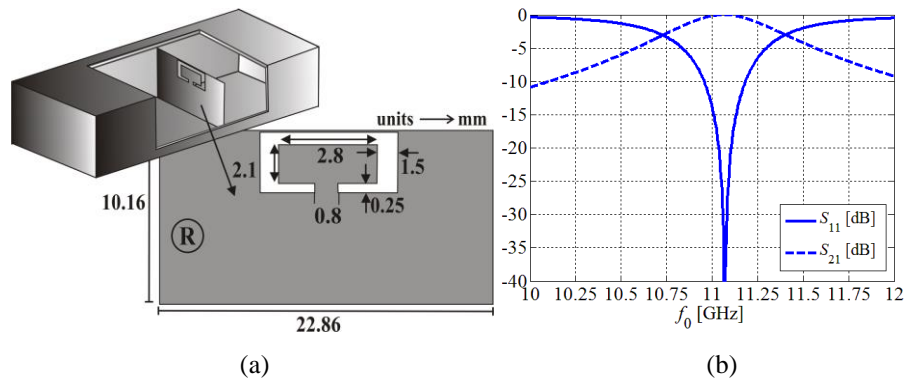 units → mm
2.8
2.1
1.5
10.16
0.8
0.25
R
22.86
(a)
0
-5
-10
-15
-20
-25
-30
-35
-40
S11 [dB]
S21 [dB]
10 10.25 10.5 10.75 11 11.25 11.5 11.75 12
f0 [GHz]
(b)